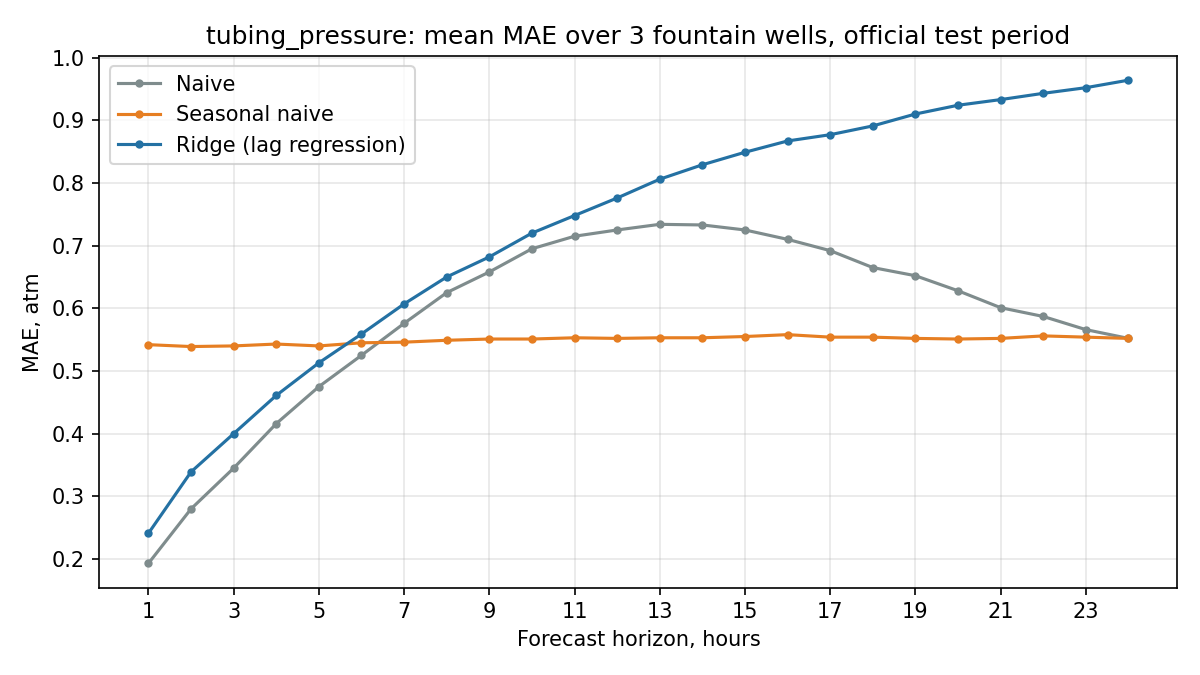 tubing_pressure: mean MAE over 3 fountain wells, official test period
Naive
Seasonal naive
Ridge (lag regression)
MAE, atm
1.0
0.9
0.8
0.7
0.6
0.5
0.4
0.3
0.2
1 3 5 7 9 11 13 15 17 19 21 23
Forecast horizon, hours